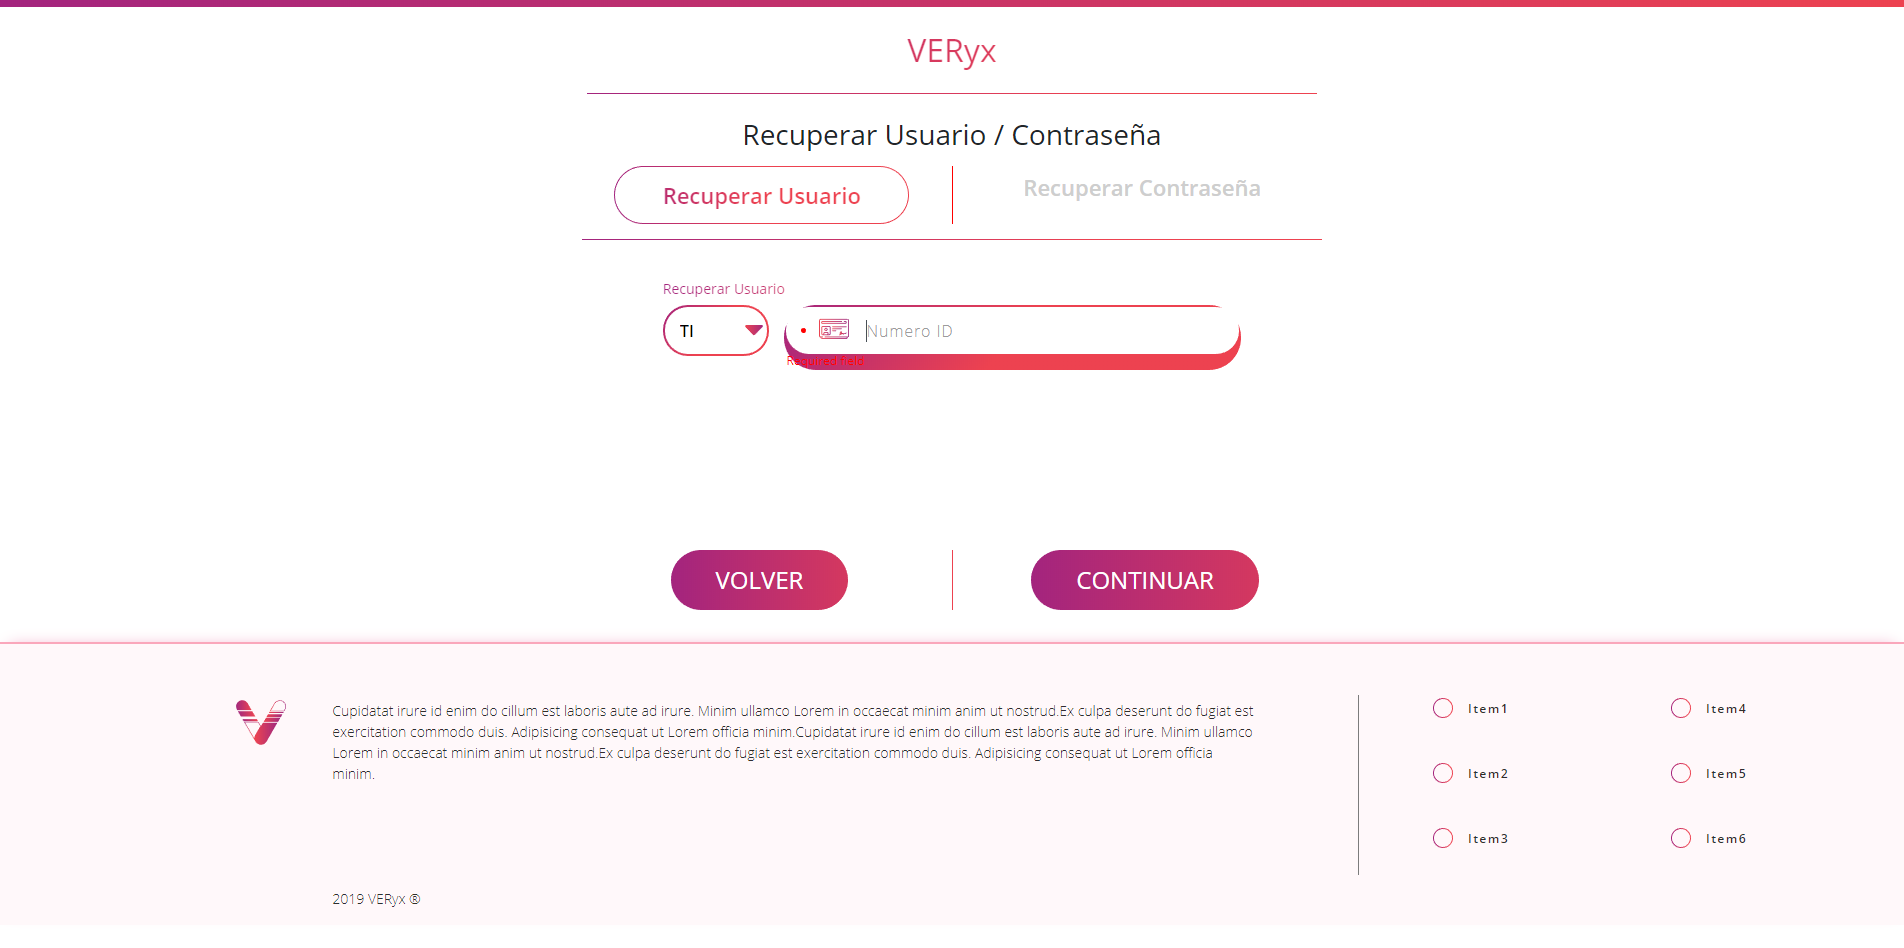 VERyx
Recuperar Usuario / Contraseña
Recuperar Usuario
Recuperar Contraseña
Recuperar Usuario
TI
Numero ID
Required field
VOLVER
CONTINUAR
Cupidatat irure id enim do cillum est laboris aute ad irure. Minim ullamco Lorem in occaecat minim anim ut nostrud.Ex culpa deserunt do fugiat est
exercitation commodo duis. Adipisicing consequat ut Lorem officia minim.Cupidatat irure id enim do cillum est laboris aute ad irure. Minim ullamco
Lorem in occaecat minim anim ut nostrud.Ex culpa deserunt do fugiat est exercitation commodo duis. Adipisicing consequat ut Lorem officia
minim.
2019 VERyx ®
Item1
Item2
Item3
Item4
Item5
Item6